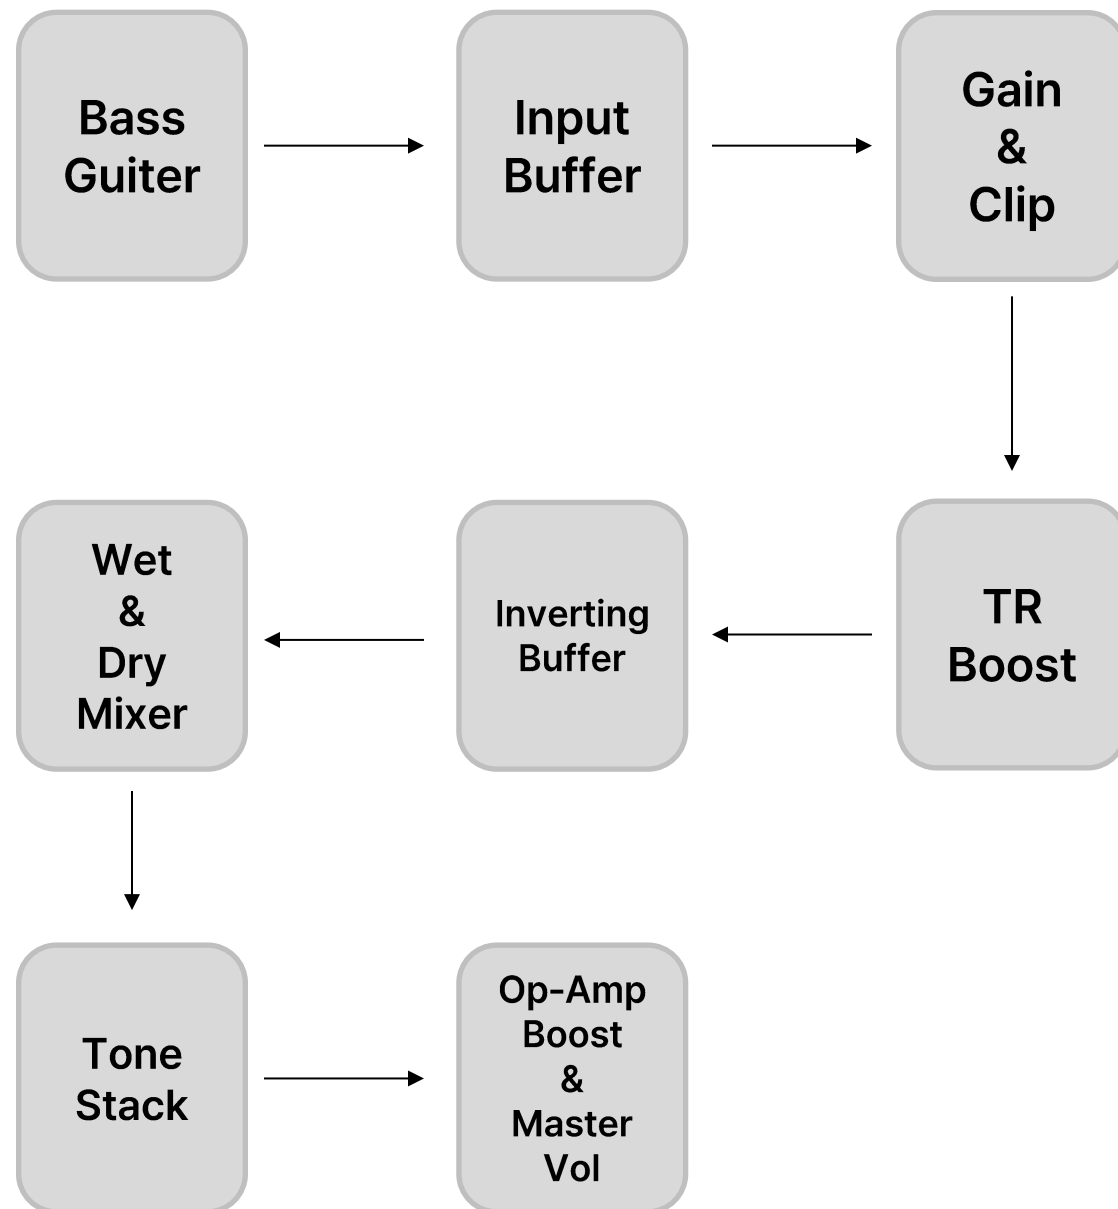 Bass
Guiter
Input
Buffer
Gain
&
Clip
TR
Boost
Inverting
Buffer
Wet
&
Dry
Mixer
Tone
Stack
Op-Amp
Boost
&
Master
Vol